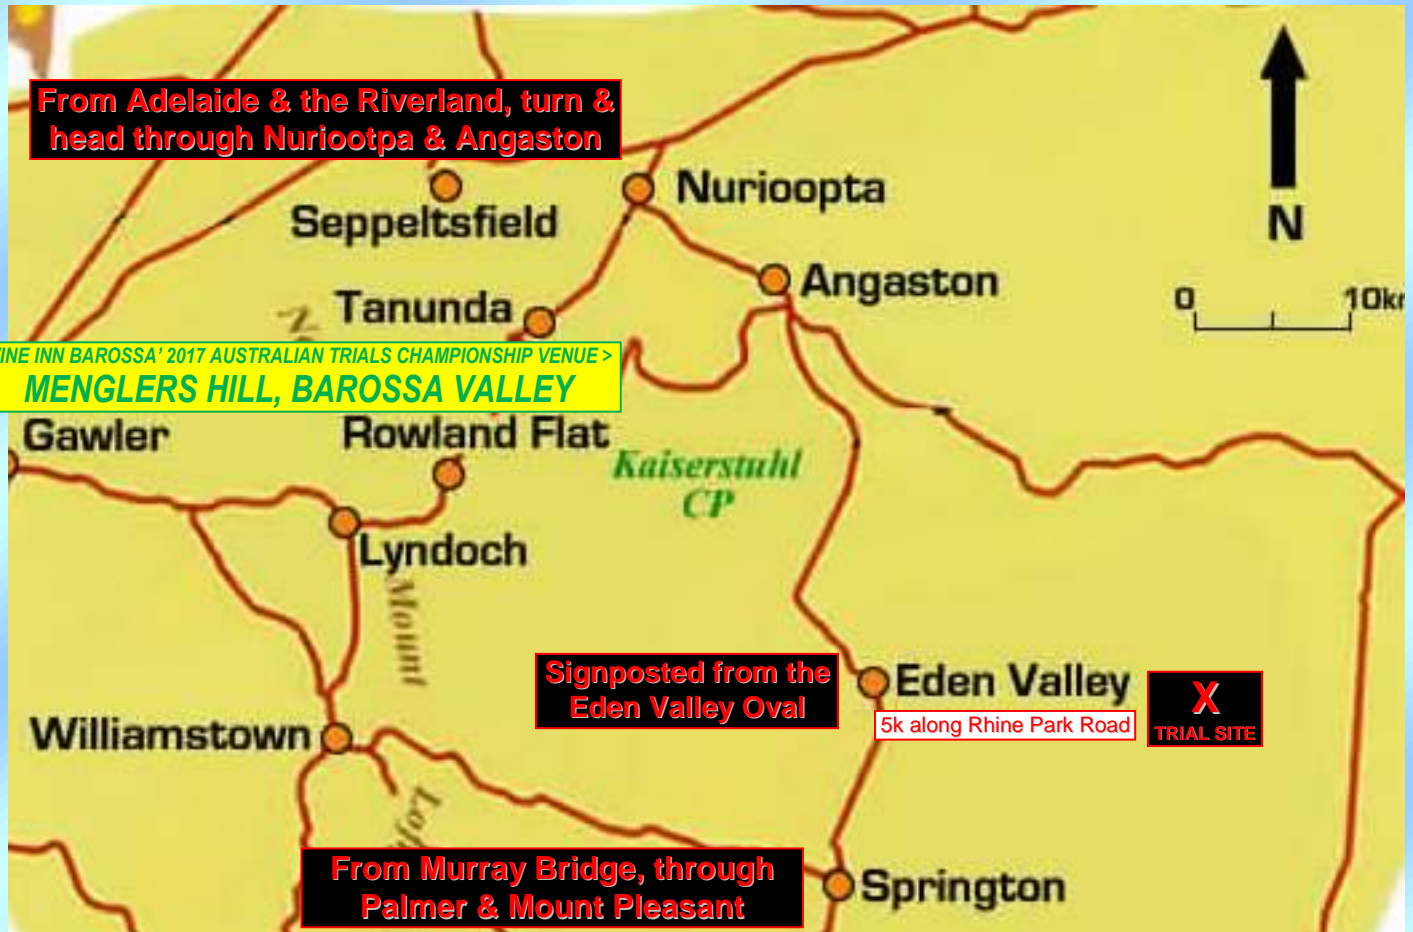 From Adelaide & the Riverland, turn &
head through Nuriootpa & Angaston
Seppeltsfield
Nurioopta
N
Angaston
0
Tanunda
INE INN BAROSSA’ 2017 AUSTRALIAN TRIALS CHAMPIONSHIP VENUE >
MENGLERS HILL, BAROSSA VALLEY
Gawler
Rowland Flat
Kaiserstuhl
CP
Lyndoch
Mount
Signposted from the
Eden Valley Oval
Eden Valley
5k along Rhine Park Road
X
TRIAL SITE
Williamstown
From Murray Bridge, through
Palmer & Mount Pleasant
Springton